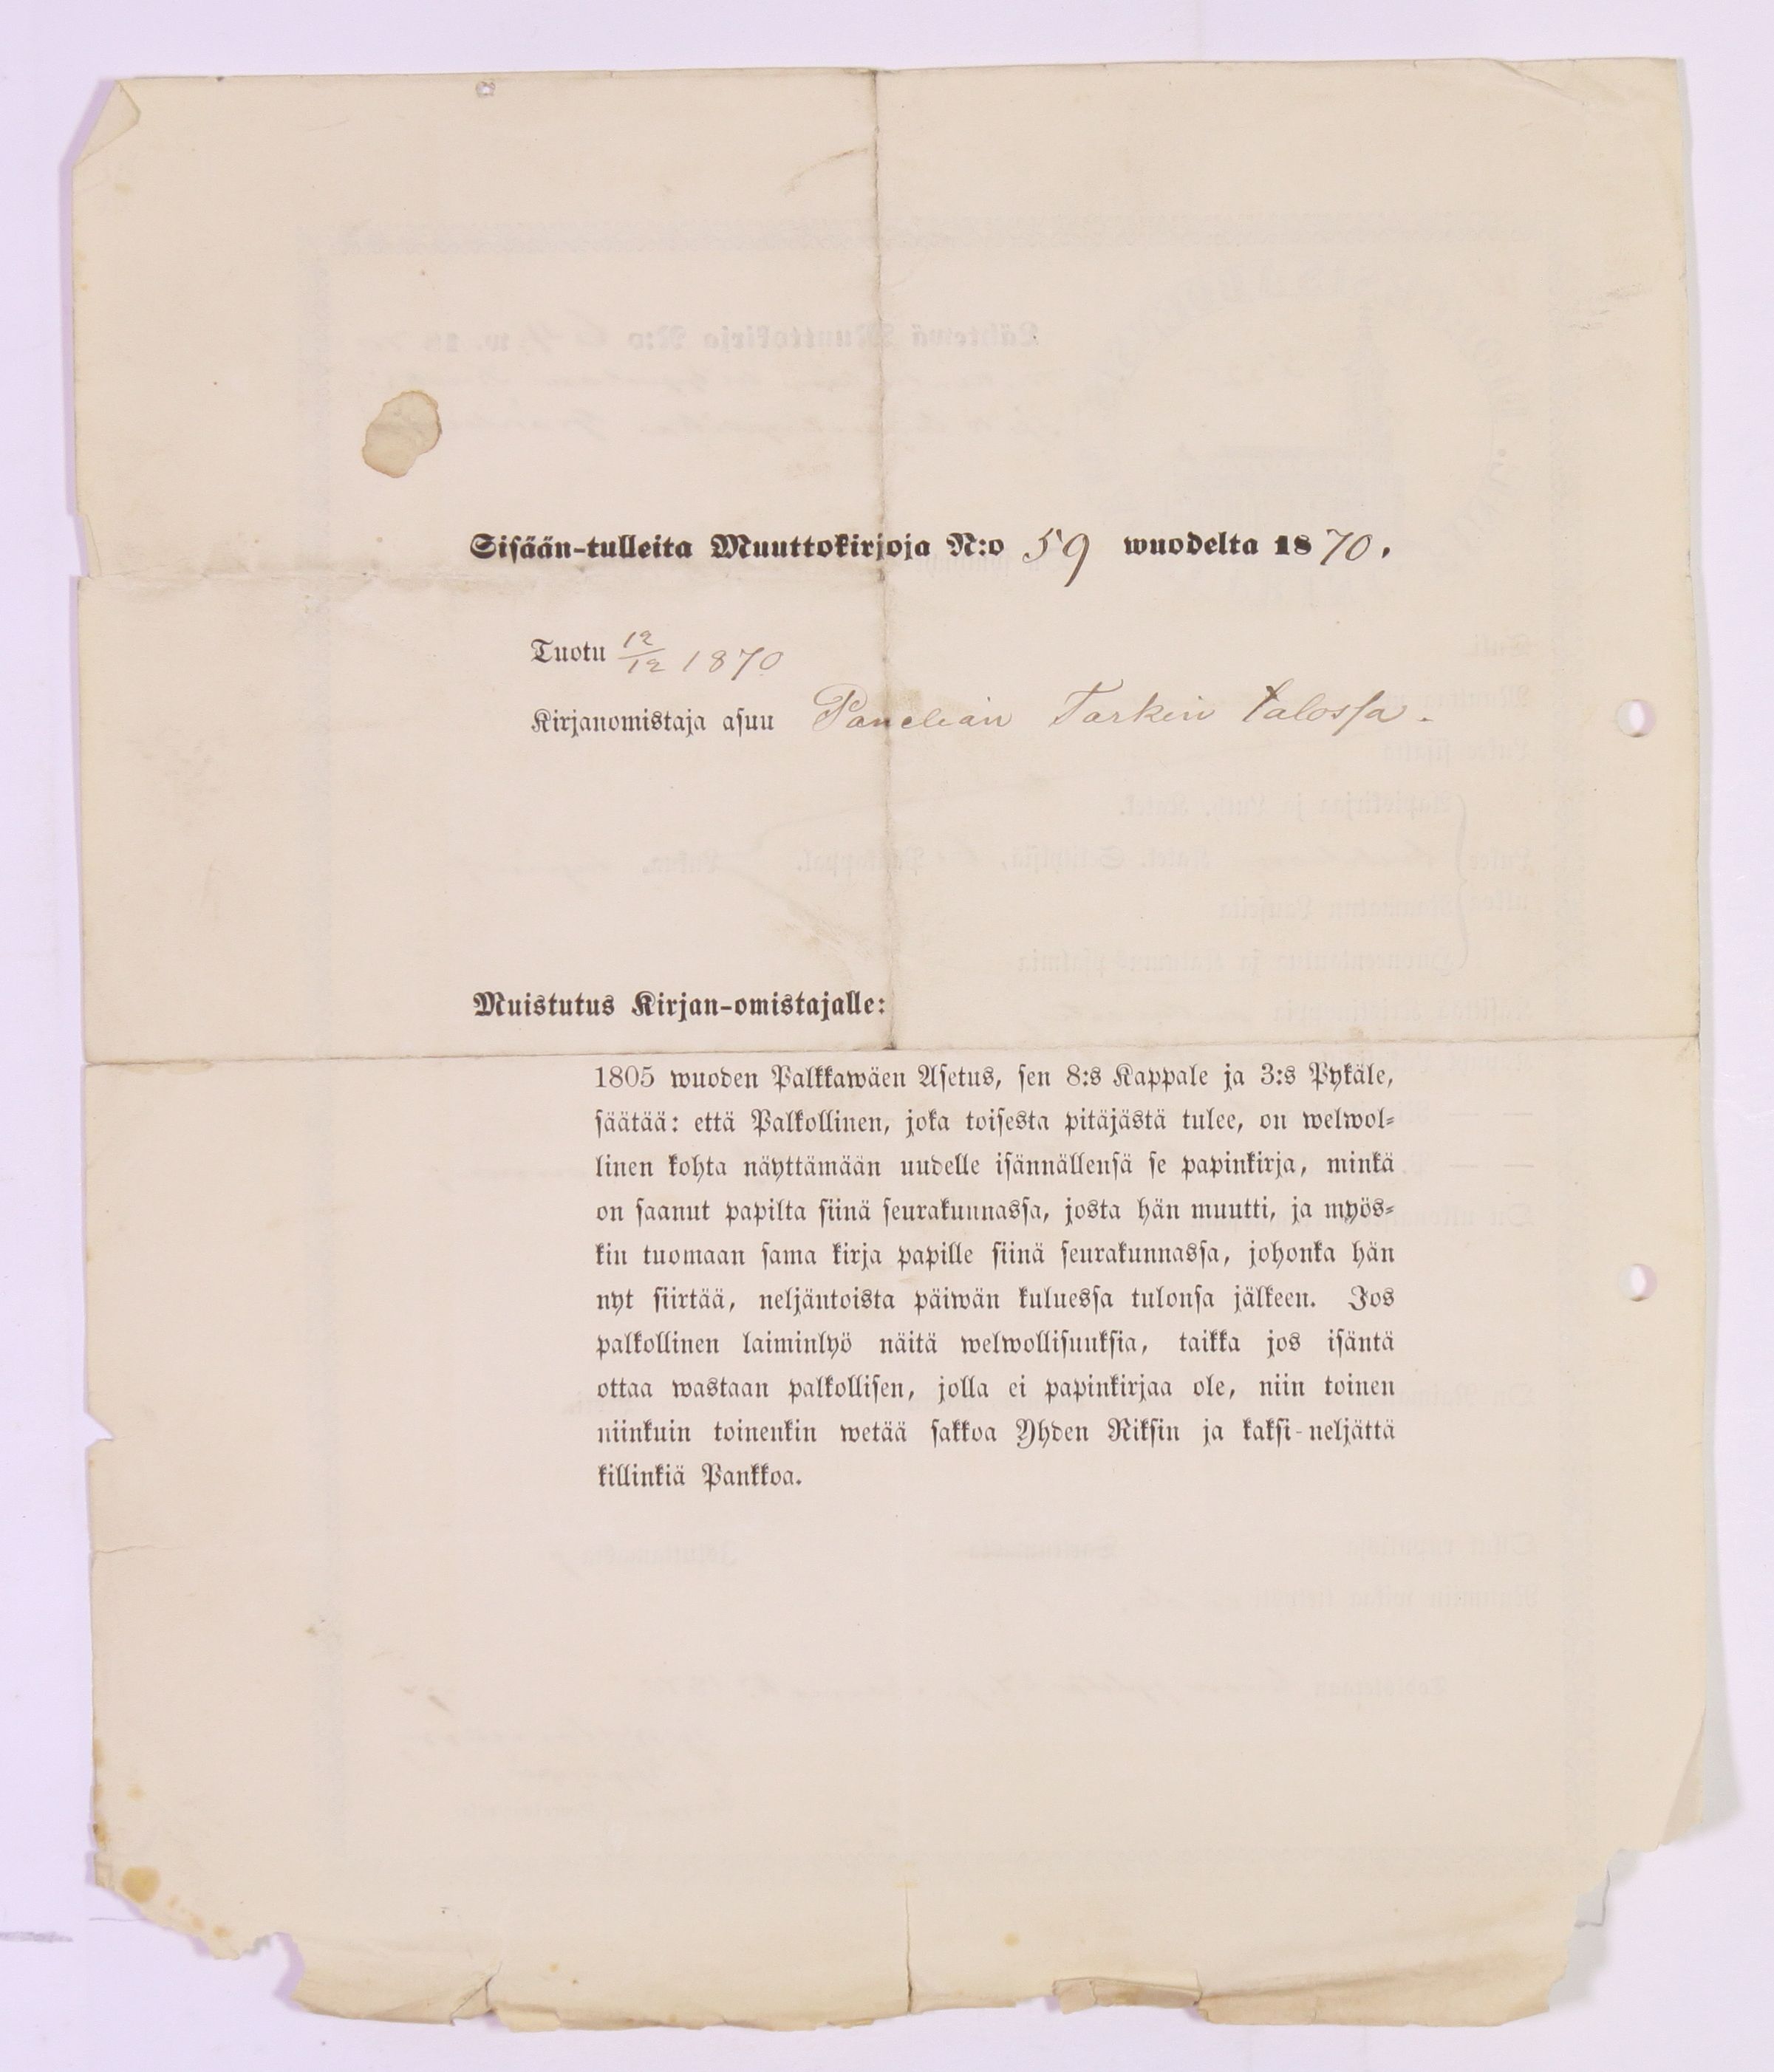 Sisään-tulleita Muuttokirjoja N:o 59 wuodelta 1870.
Tuotu 12/12 1870
Kirjanomistaja asuu Panelian Tarkin talossa.
Muistutus Kirjan-omistajalle:
1805 wuoden Palkkawäen Asetus, sen 8:s Kappale ja 3:s Pykäle,
säätää: että Palkollinen, joka toisesta pitäjästä tulee, on welwol-
linen kohta näyttämään uudelle isännällensä se papinkirja, minkä
on saanut papilta siinä seurakunnassa, josta hän muutti, ja myös-
kin tuomaan sama kirja papille siinä seurakunnassa, johonka hän
nyt siirtää, neljäntoista päiwän kuluessa tulonsa jälkeen. Jos
palkollinen laiminlyö näitä welwollisuuksia, taikka jos isäntä
ottaa wastaan palkollisen, jolla ei papinkirjaa ole, niin toinen
niinkuin toinenkin wetää sakkoa Yhden Riksin ja kaksi-neljättä
killinkiä Pankkoa.